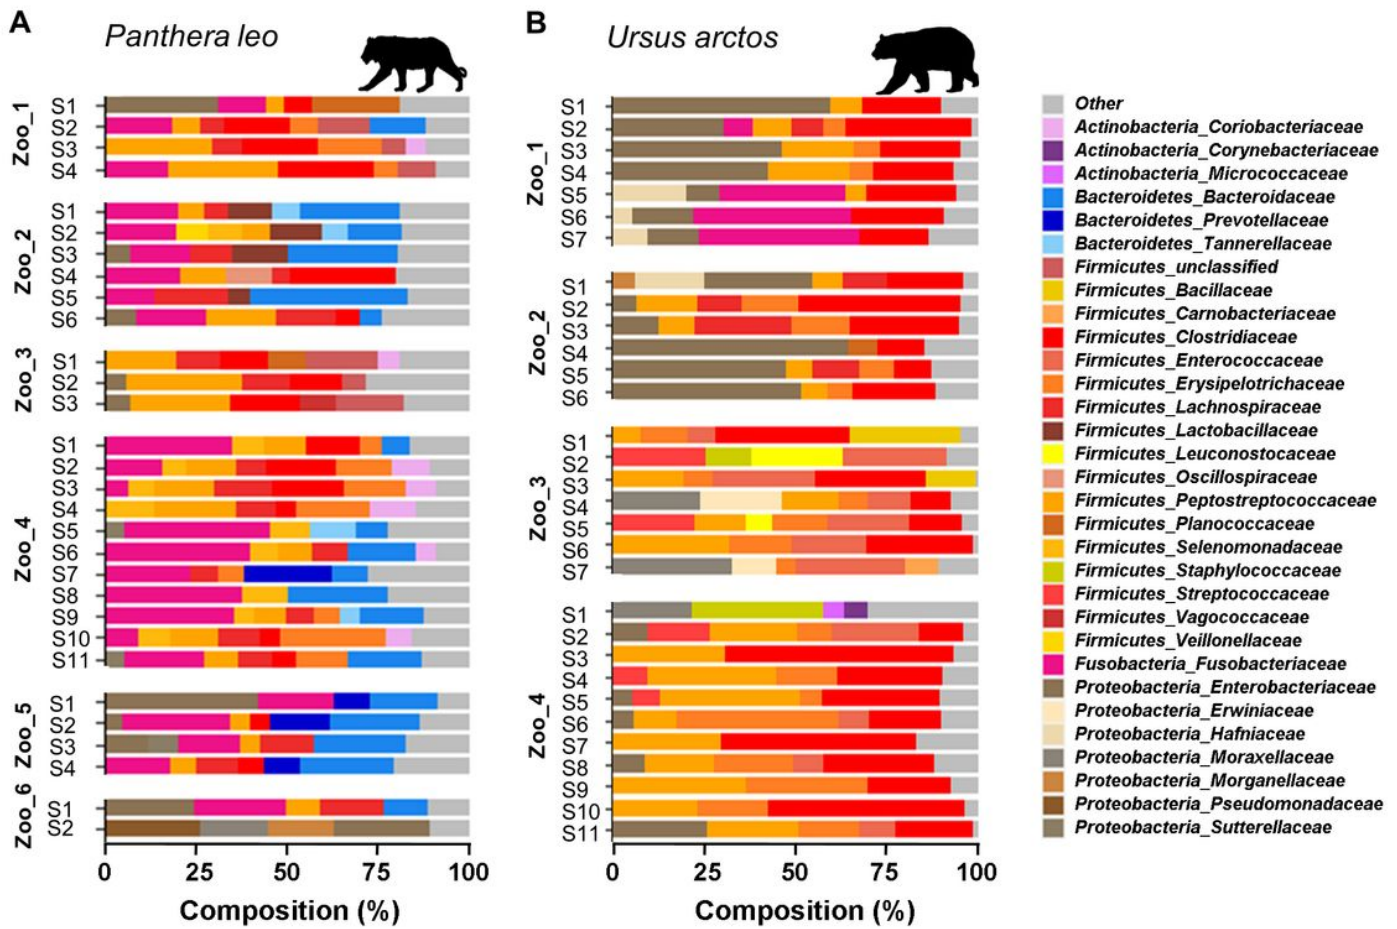 A
Panthera leo
Zoo_1
S1
S2
S3
S4
Zoo_2
S1
S2
S3
S4
S5
S6
Zoo_3
S1
S2
S3
Zoo_4
S1
S2
S3
S4
S5
S6
S7
S8
S9
S10
S11
Zoo_5
S1
S2
S3
S4
Zoo_6
S1
S2
0 25 50 75 100
Composition (%)
B
Ursus arctos
Zoo_1
S1
S2
S3
S4
S5
S6
S7
Zoo_2
S1
S2
S3
S4
S5
S6
Zoo_3
S1
S2
S3
S4
S5
S6
S7
Zoo_4
S1
S2
S3
S4
S5
S6
S7
S8
S9
S10
S11
0 25 50 75 100
Composition (%)
Other
Actinobacteria_Coriobacteriaceae
Actinobacteria_Corynebacteriaceae
Actinobacteria_Micrococcaceae
Bacteroidetes_Bacteroidaceae
Bacteroidetes_Prevotellaceae
Bacteroidetes_Tannerellaceae
Firmicutes_unclassified
Firmicutes_Bacillaceae
Firmicutes_Carnobacteriaceae
Firmicutes_Clostridiaceae
Firmicutes_Enterococcaceae
Firmicutes_Erysipelotrichaceae
Firmicutes_Lachnospiraceae
Firmicutes_Lactobacillaceae
Firmicutes_Leuconostocaceae
Firmicutes_Oscillospiraceae
Firmicutes_Peptostreptococcaceae
Firmicutes_Planococcaceae
Firmicutes_Selenomonadaceae
Firmicutes_Staphylococcaceae
Firmicutes_Streptococcaceae
Firmicutes_Vagococcaceae
Firmicutes_Veillonellaceae
Fusobacteria_Fusobacteriaceae
Proteobacteria_Enterobacteriaceae
Proteobacteria_Erwiniaceae
Proteobacteria_Hafniaceae
Proteobacteria_Moraxellaceae
Proteobacteria_Morganellaceae
Proteobacteria_Pseudomonadaceae
Proteobacteria_Sutterellaceae